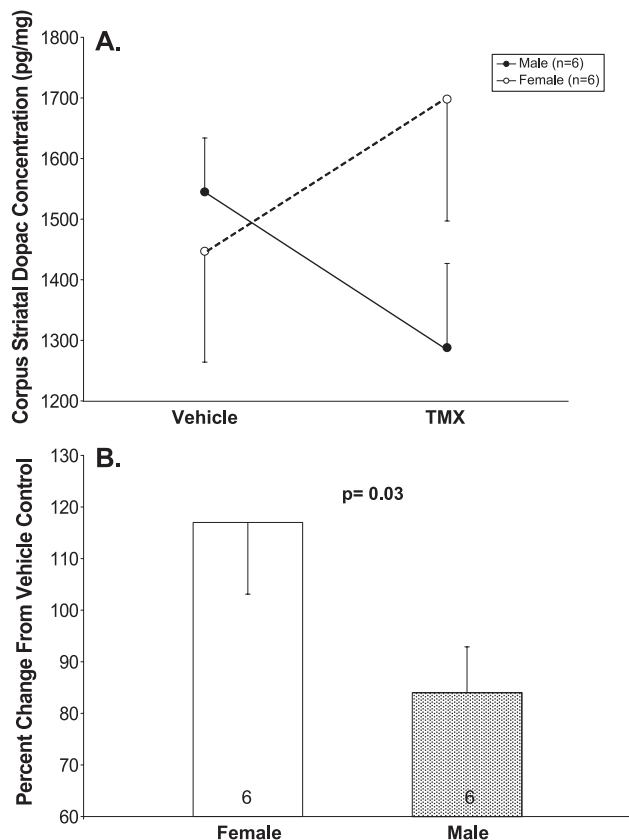 A.
Corpus Striatal Dopac Concentration (pg/mg)
1800
1700
1600
1500
1400
1300
1200
Male (n=6)
Female (n=6)
Vehicle
TMX
B.
Percent Change From Vehicle Control
130
120
110
100
90
80
70
60
p= 0.03
6
6
Female
Male